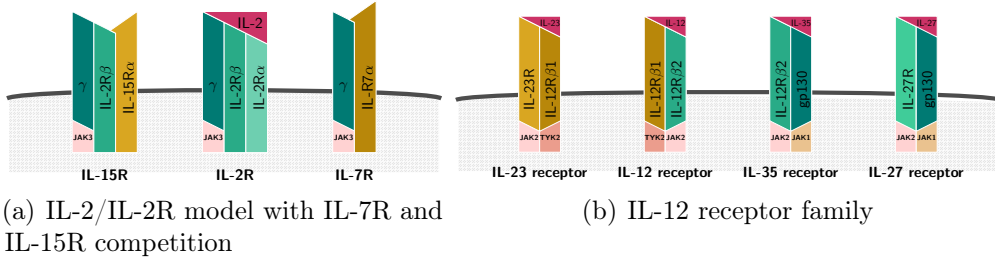 IL-2
IL-23
IL-12
IL-35
IL-27
γ
IL-2Rβ
IL-15Rα
γ
IL-2Rβ
IL-2Rα
γ
IL-R7α
IL-23R
IL-12Rβ1
IL-12Rβ1
IL-12Rβ2
IL-12Rβ2
gp130
IL-27R
gp130
JAK3
JAK3
JAK3
JAK2
TYK2
TYK2
JAK2
JAK2
JAK1
JAK2
JAK1
IL-15R
IL-2R
IL-7R
IL-23 receptor
IL-12 receptor
IL-35 receptor
IL-27 receptor
(a) IL-2/IL-2R model with IL-7R and
IL-15R competition
(b) IL-12 receptor family